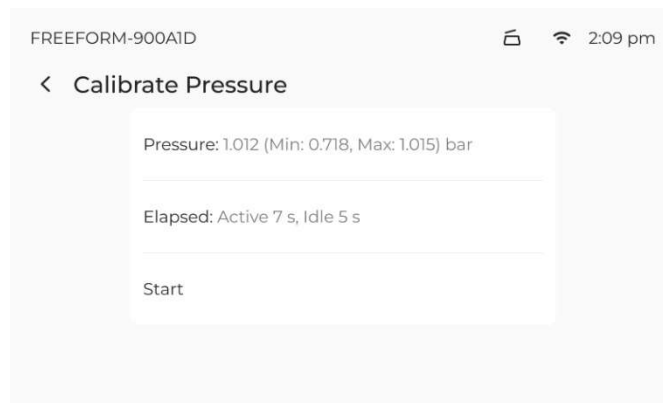 FREEFORM-900A1D 2:09 pm
Calibrate Pressure
Pressure: 1.012 (Min: 0.718, Max: 1.015) bar
Elapsed: Active 7 s, Idle 5 s
Start